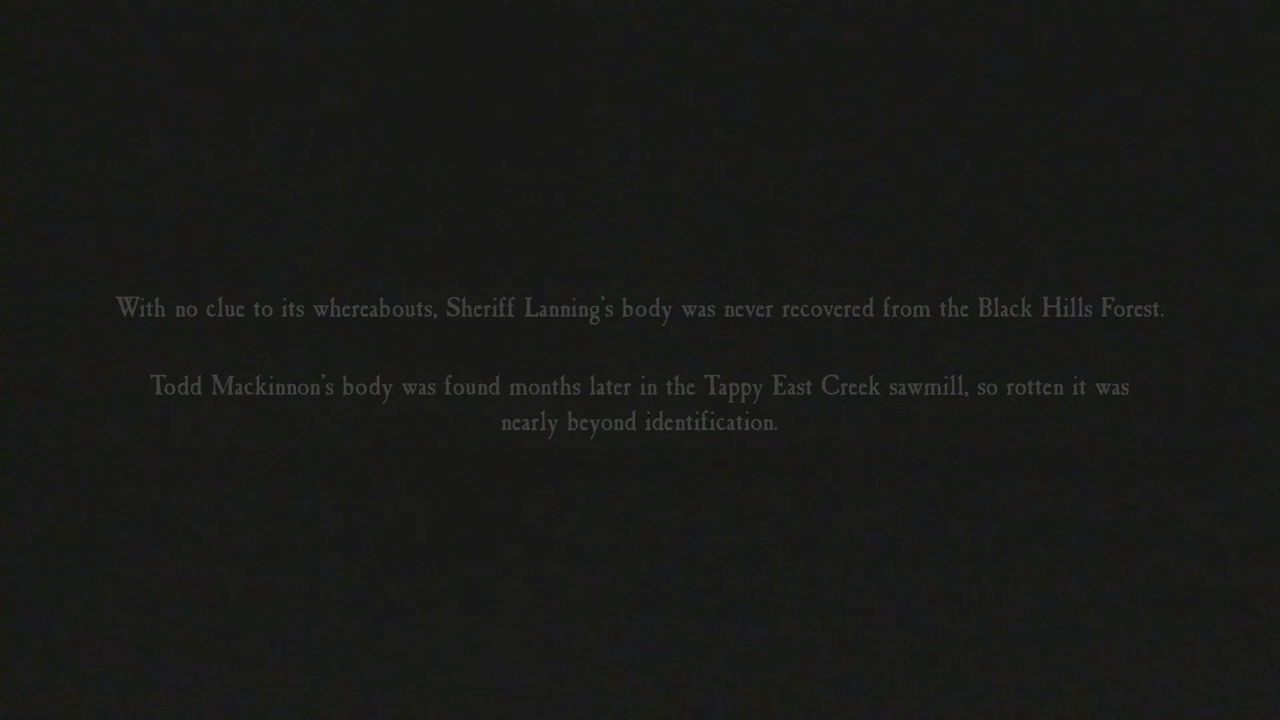 With no clue to its whereabouts, Sheriff Lanning's body was never recovered from the Black Hills Forest.
Todd Mackinnon's body was found months later in the Tappy East Creek sawmill, so rotten it was
nearly beyond identification.